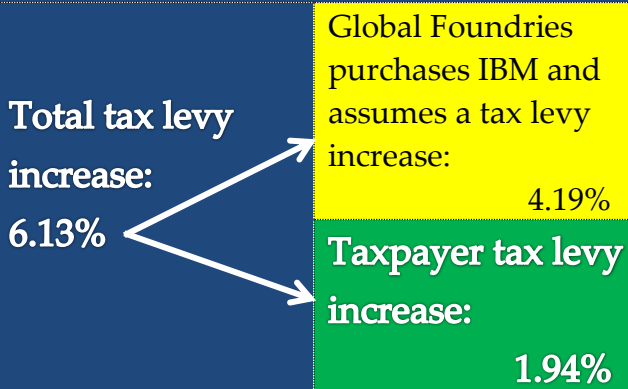 Total tax levy
increase:
6.13%
Global Foundries
purchases IBM and
assumes a tax levy
increase:
4.19%
Taxpayer tax levy
increase:
1.94%